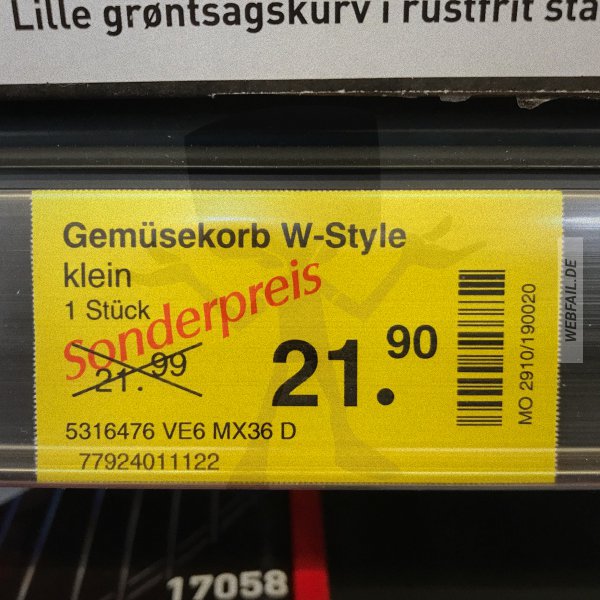 Lille grøntsagskurv i rustfrit stå
Gemüsekorb W-Style
klein
1 Stück
Sonderpreis
21.99
21.90
5316476 VE6 MX36 D
77924011122
MO 2910/190020
WEBFAIL.DE
17058